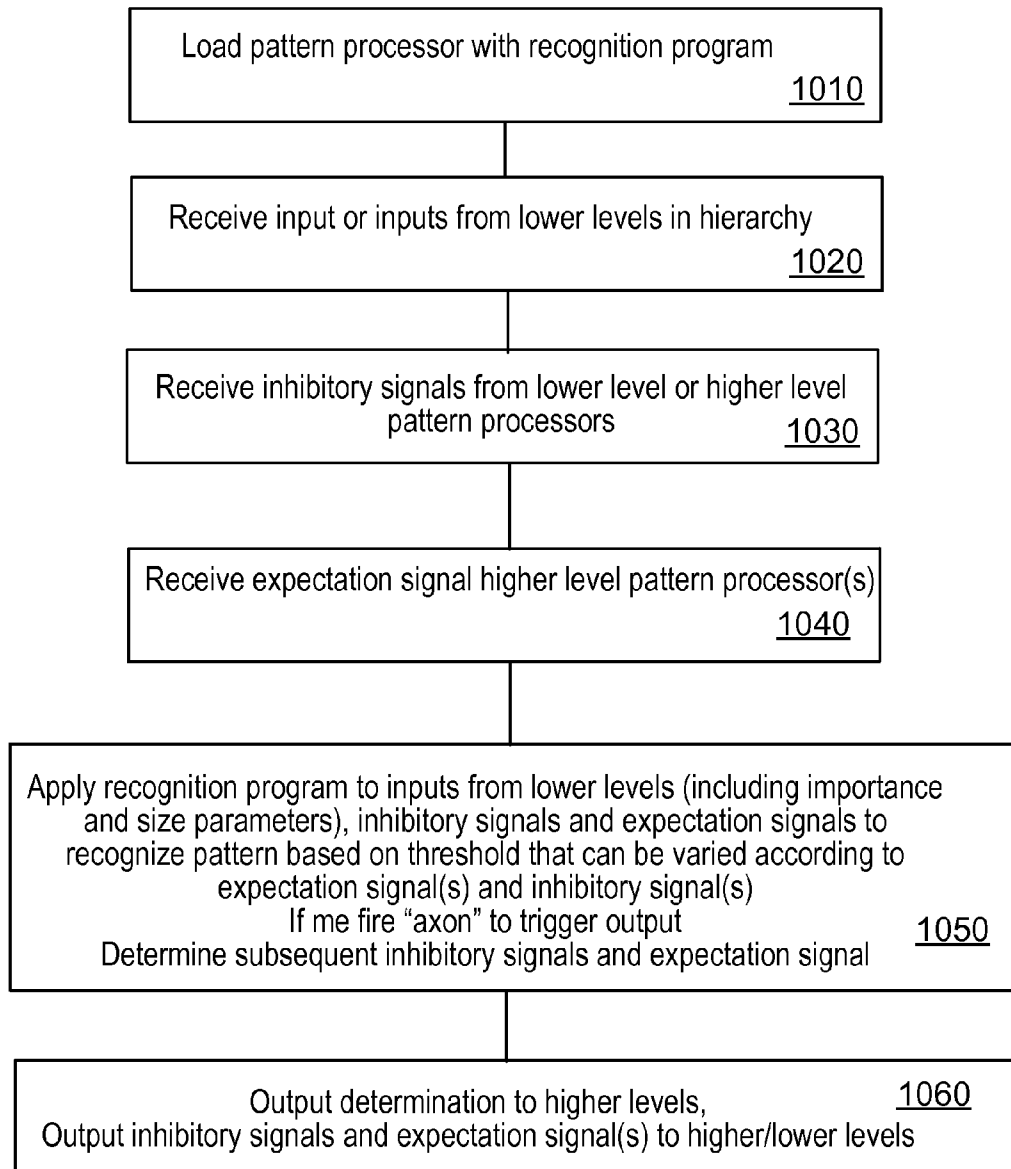 Load pattern processor with recognition program
1010
Receive input or inputs from lower levels in hierarchy
1020
Receive inhibitory signals from lower level or higher level
pattern processors
1030
Receive expectation signal higher level pattern processor(s)
1040
Apply recognition program to inputs from lower levels (including importance
and size parameters), inhibitory signals and expectation signals to
recognize pattern based on threshold that can be varied according to
expectation signal(s) and inhibitory signal(s)
If me fire “axon” to trigger output
Determine subsequent inhibitory signals and expectation signal
1050
Output determination to higher levels,
Output inhibitory signals and expectation signal(s) to higher/lower levels
1060